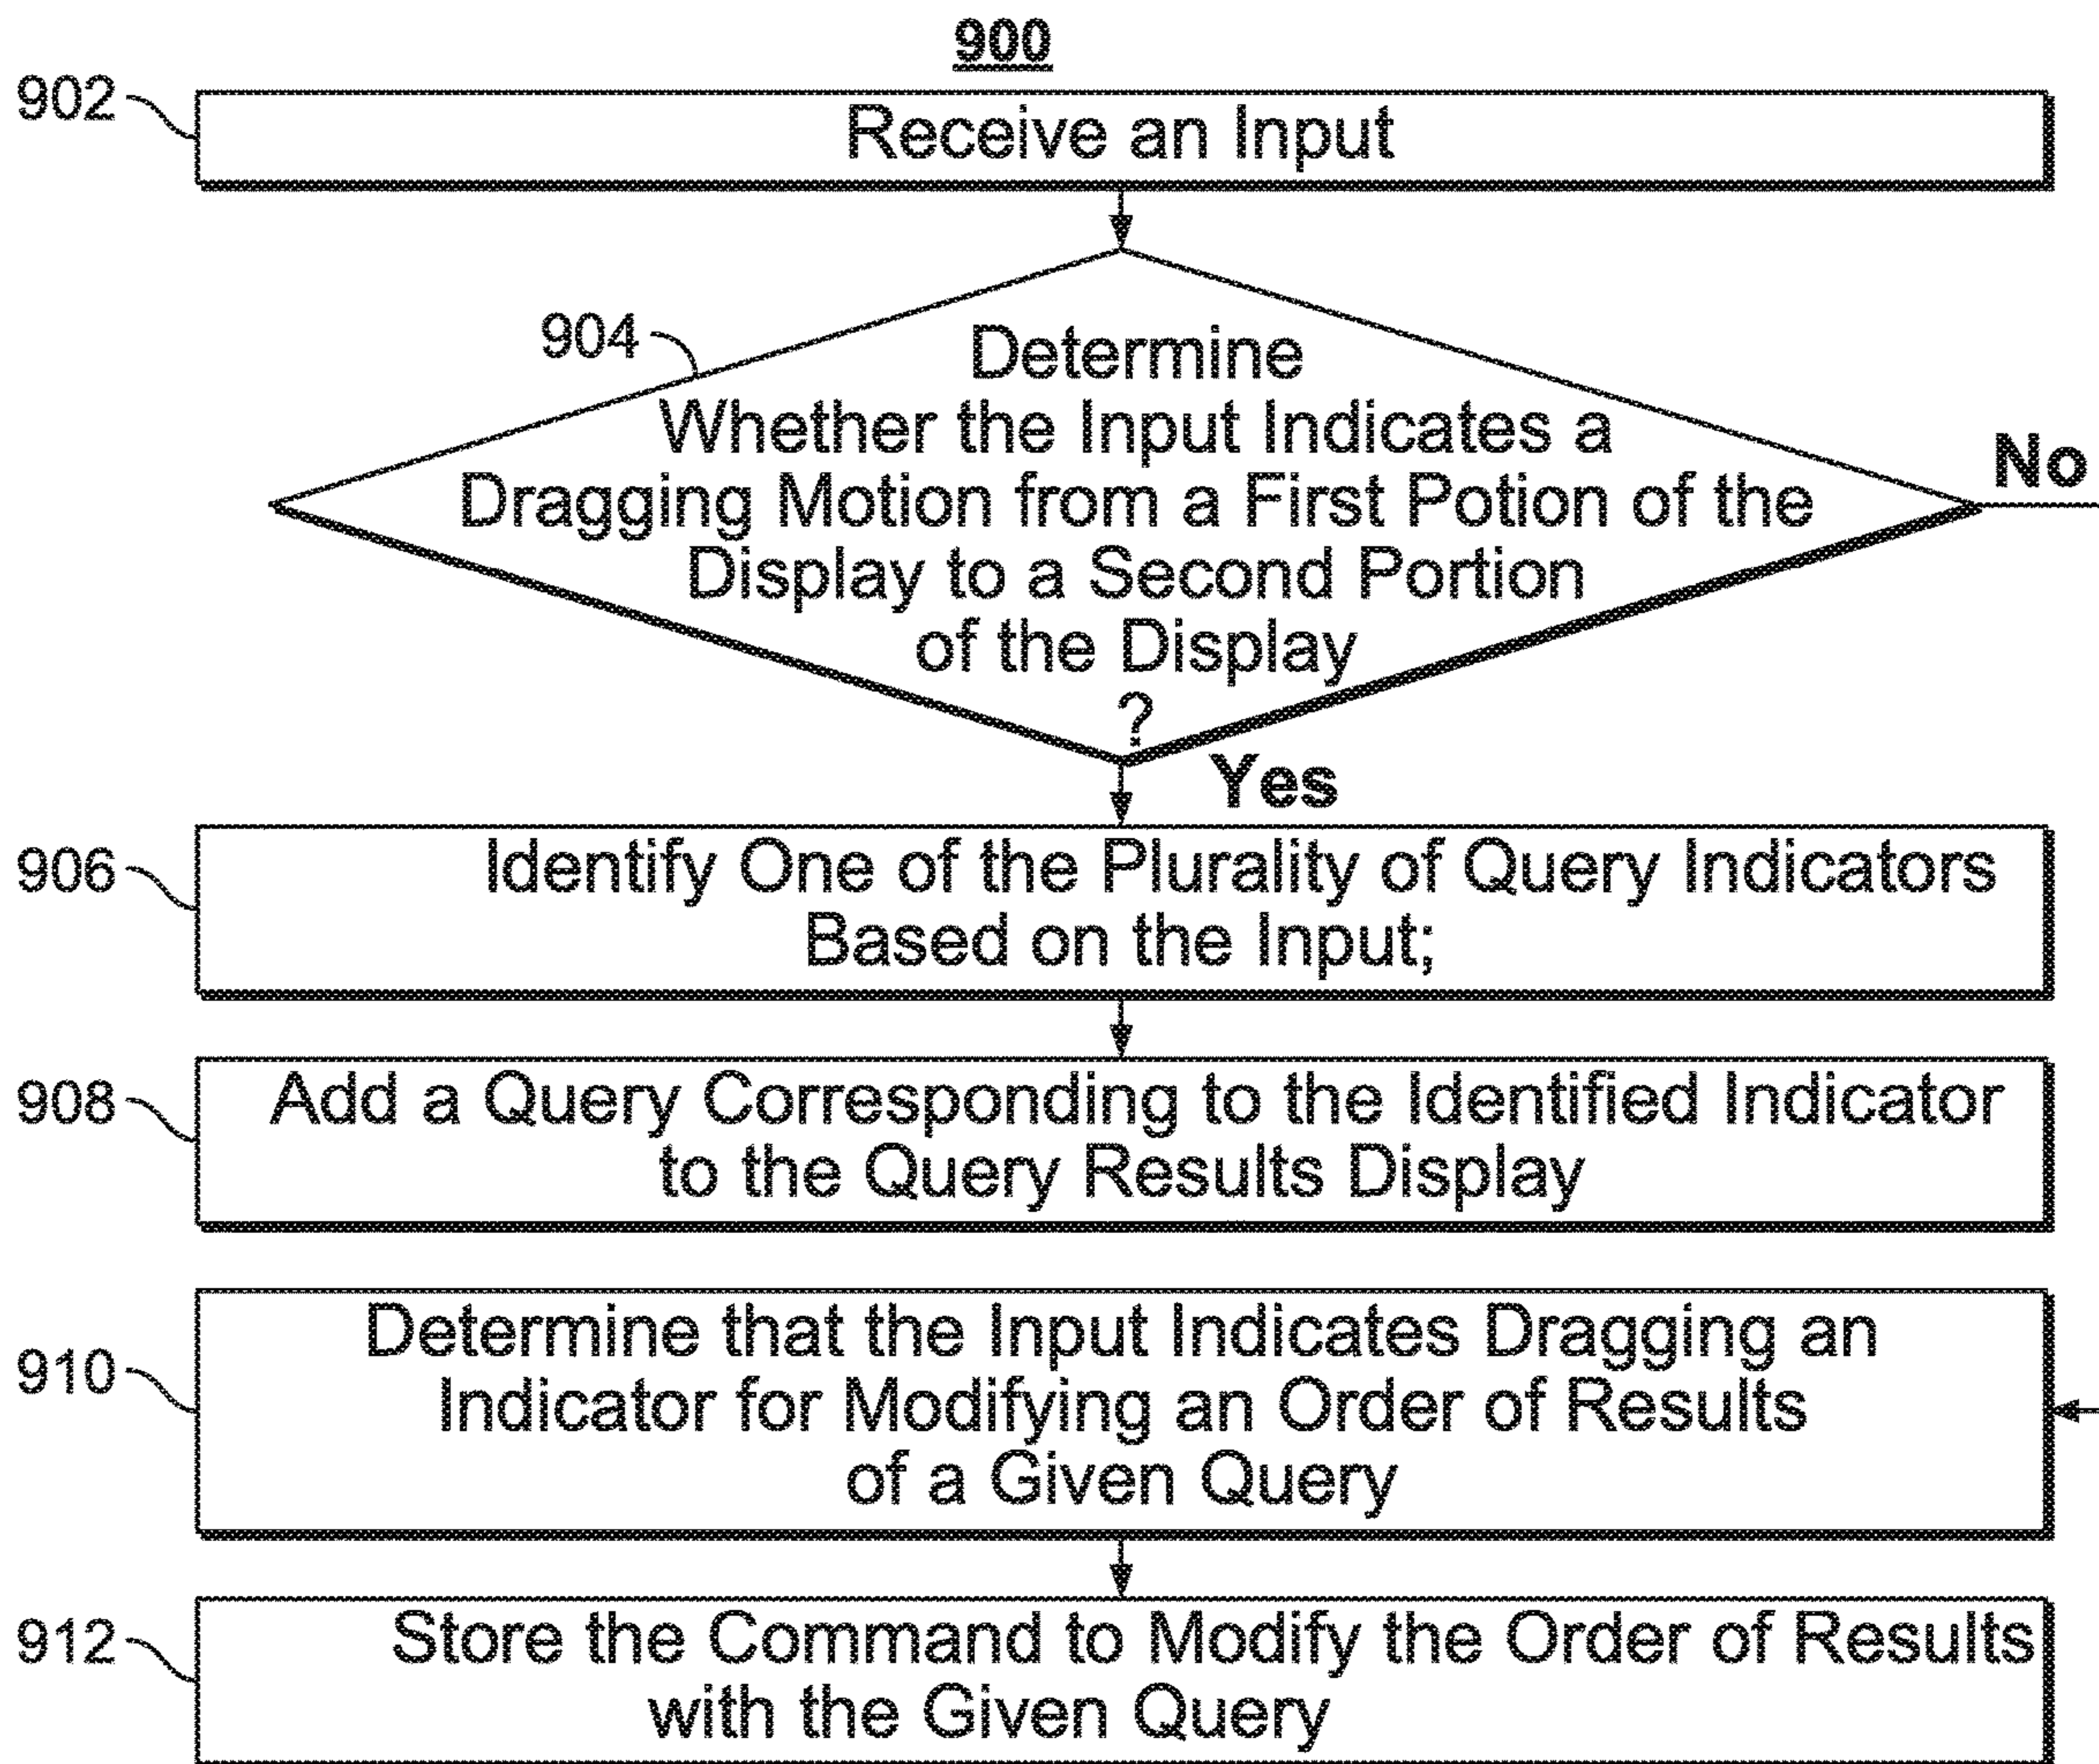 900
902
Receive an Input
904
Determine
Whether the Input Indicates a
Dragging Motion from a First Potion of the
Display to a Second Portion
of the Display
?
No
Yes
906
Identify One of the Plurality of Query Indicators
Based on the Input;
908
Add a Query Corresponding to the Identified Indicator
to the Query Results Display
910
Determine that the Input Indicates Dragging an
Indicator for Modifying an Order of Results
of a Given Query
912
Store the Command to Modify the Order of Results
with the Given Query